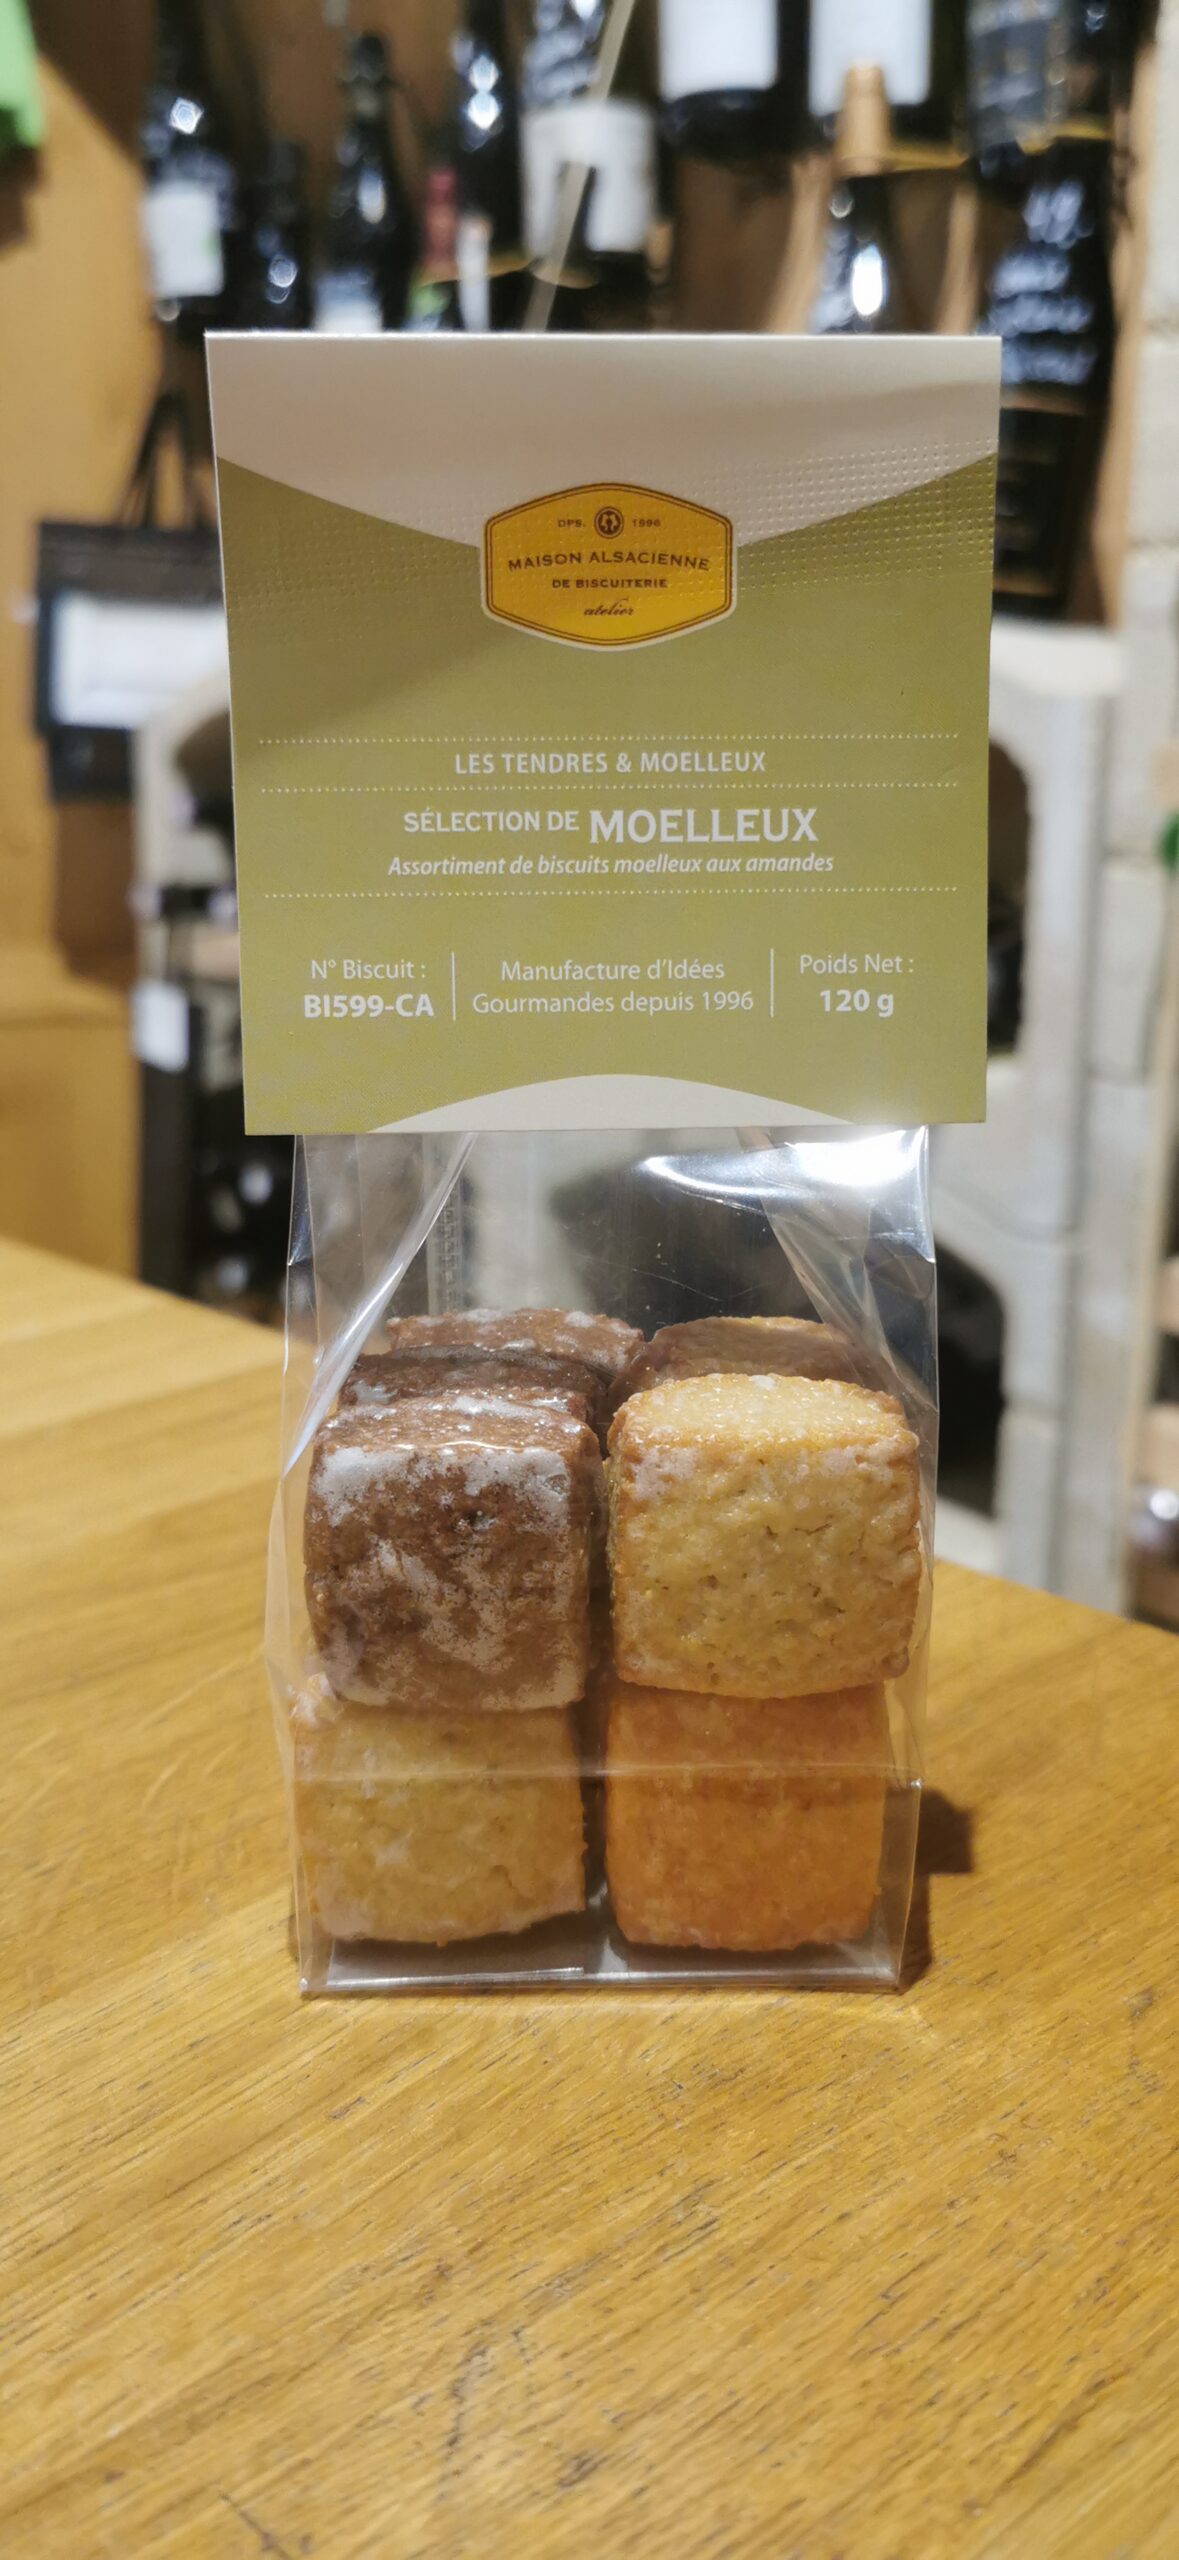 DPS. 1996
MAISON ALSACIENNE
DE BISCUITERIE
atelier
LES TENDRES & MOELLEUX
SÉLECTION DE MOELLEUX
Assortiment de biscuits moelleux aux amandes
N° Biscuit :
BI599-CA
Manufacture d'Idées
Gourmandes depuis 1996
Poids Net :
120 g